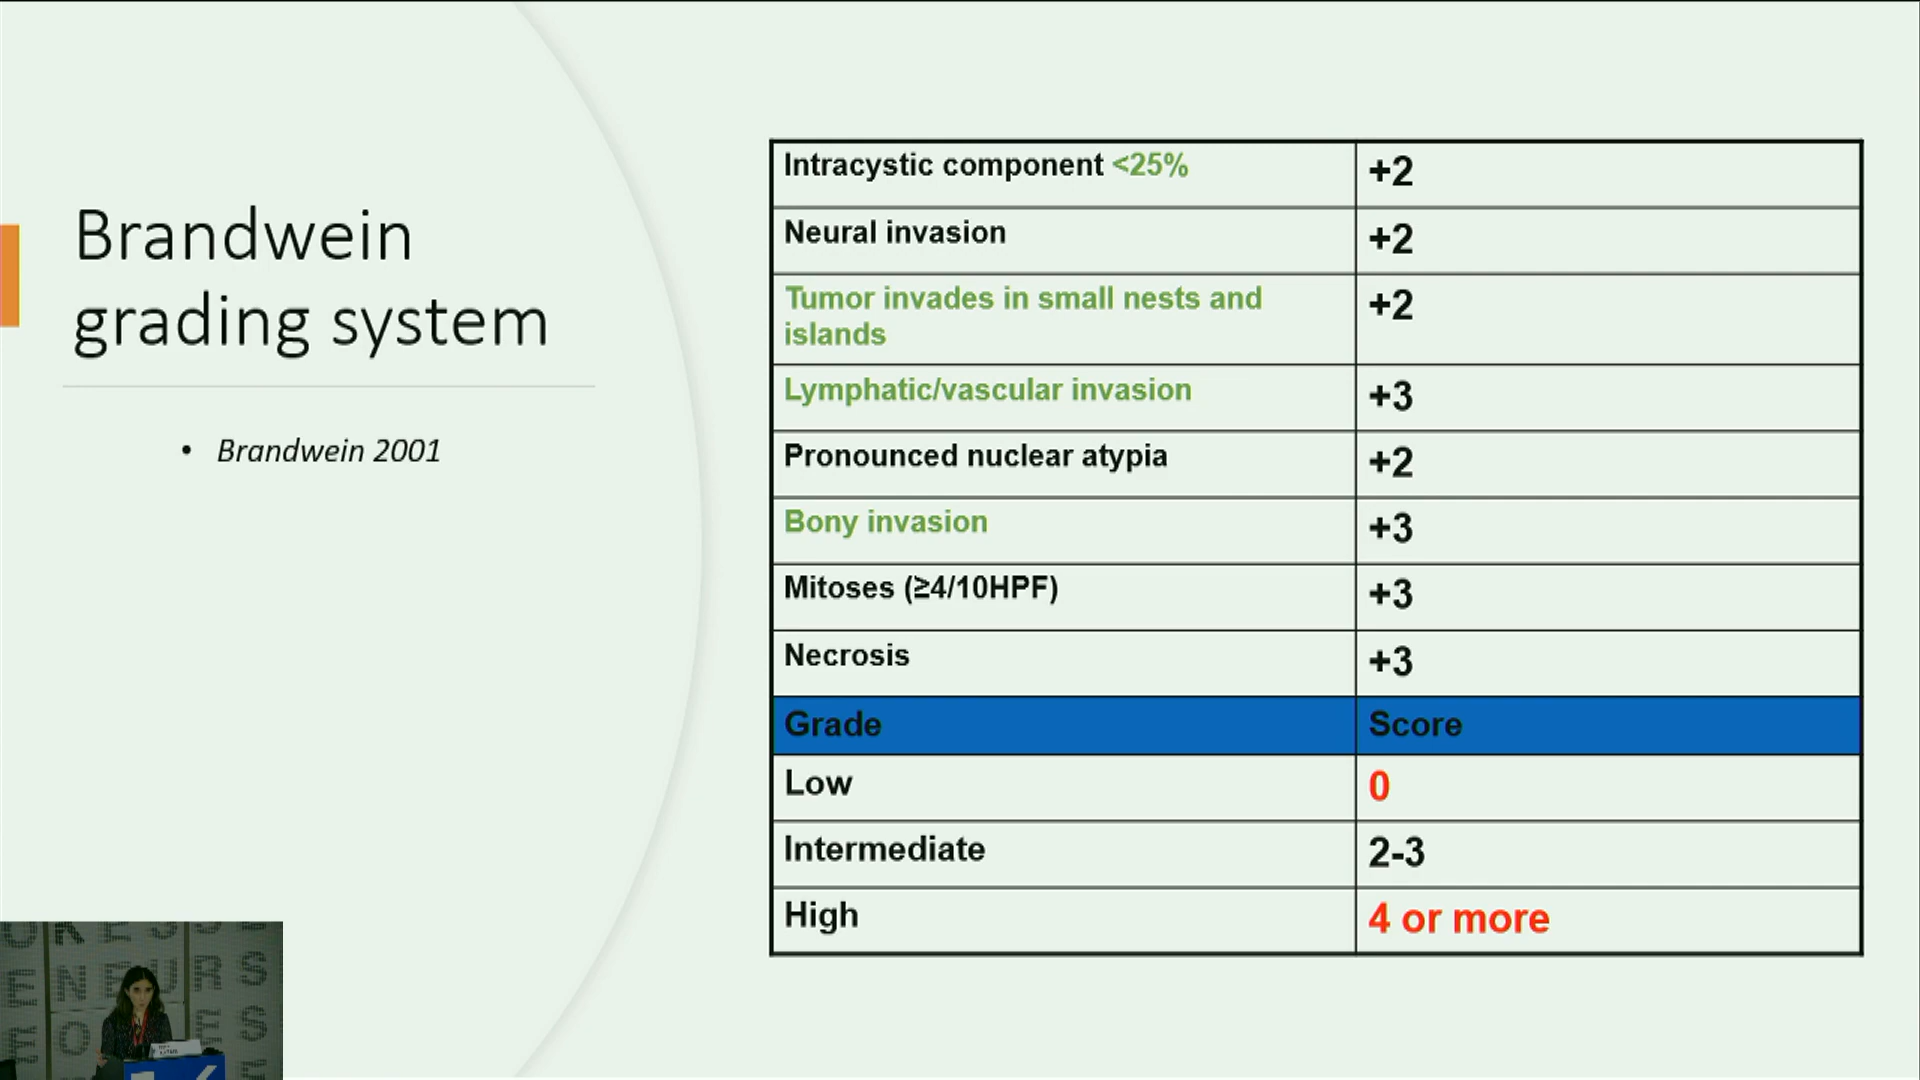 Brandwein
grading system
• Brandwein 2001
Intracystic component <25% +2
Neural invasion +2
Tumor invades in small nests and
islands +2
Lymphatic/vascular invasion +3
Pronounced nuclear atypia +2
Bony invasion +3
Mitoses (≥4/10HPF) +3
Necrosis +3
Grade Score
Low 0
Intermediate 2-3
High 4 or more